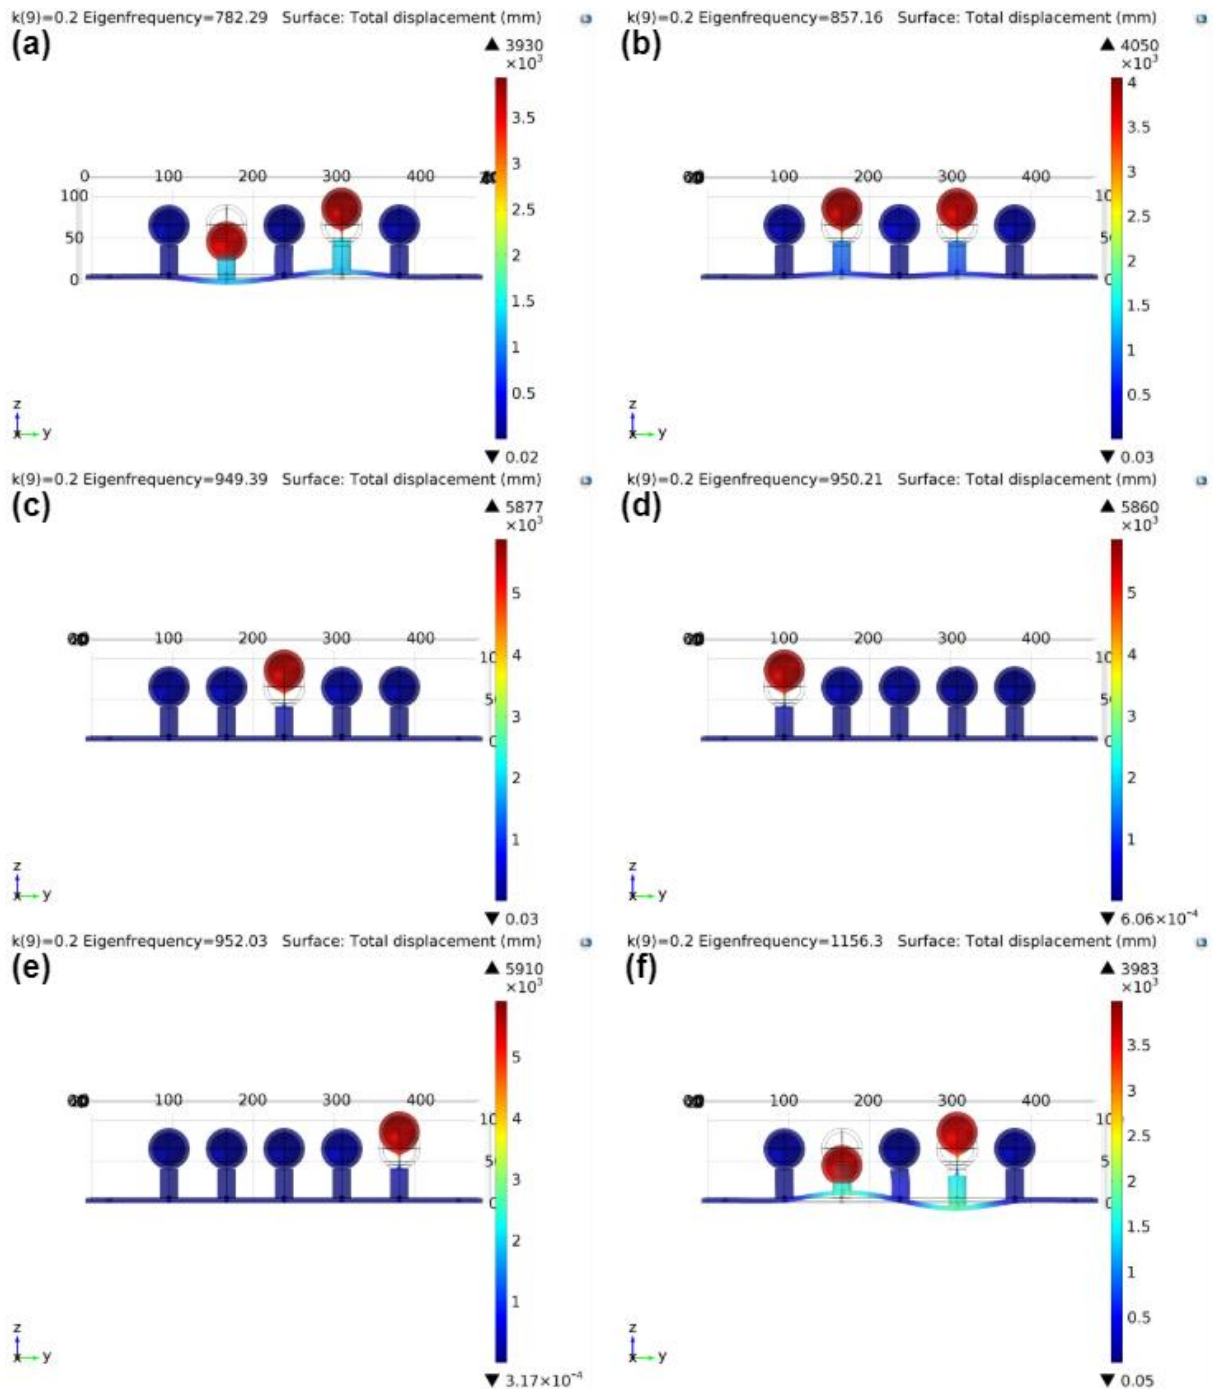 k(9)=0.2 Eigenfrequency=782.29 Surface: Total displacement (mm)
(a)
▲ 3930
×10³
3.5
3
2.5
2
1.5
1
0.5
▼ 0.02
0 100 200 300 400
100
50
0
z
x y
k(9)=0.2 Eigenfrequency=857.16 Surface: Total displacement (mm)
(b)
▲ 4050
×10³
4
3.5
3
2.5
2
1.5
1
0.5
▼ 0.03
100 200 300 400
z
x y
k(9)=0.2 Eigenfrequency=949.39 Surface: Total displacement (mm)
(c)
▲ 5877
×10³
5
4
3
2
1
▼ 0.03
100 200 300 400
z
x y
k(9)=0.2 Eigenfrequency=950.21 Surface: Total displacement (mm)
(d)
▲ 5860
×10³
5
4
3
2
1
▼ 6.06×10⁻⁴
100 200 300 400
z
x y
k(9)=0.2 Eigenfrequency=952.03 Surface: Total displacement (mm)
(e)
▲ 5910
×10³
5
4
3
2
1
▼ 3.17×10⁻⁴
100 200 300 400
z
x y
k(9)=0.2 Eigenfrequency=1156.3 Surface: Total displacement (mm)
(f)
▲ 3983
×10³
3.5
3
2.5
2
1.5
1
0.5
▼ 0.05
100 200 300 400
z
x y